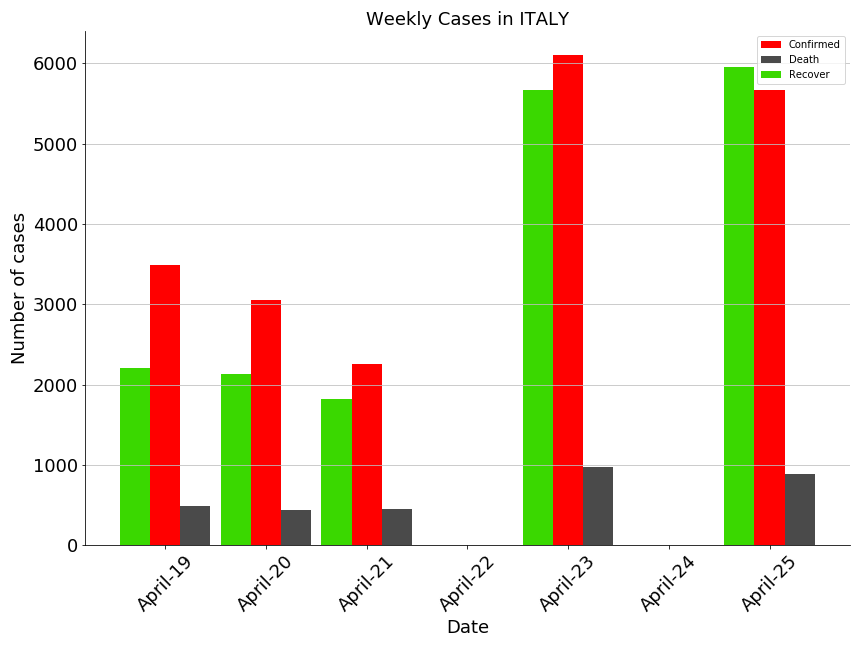 Weekly Cases in ITALY
Confirmed
Death
Recover
Number of cases
6000
5000
4000
3000
2000
1000
0
April-19
April-20
April-21
April-22
April-23
April-24
April-25
Date